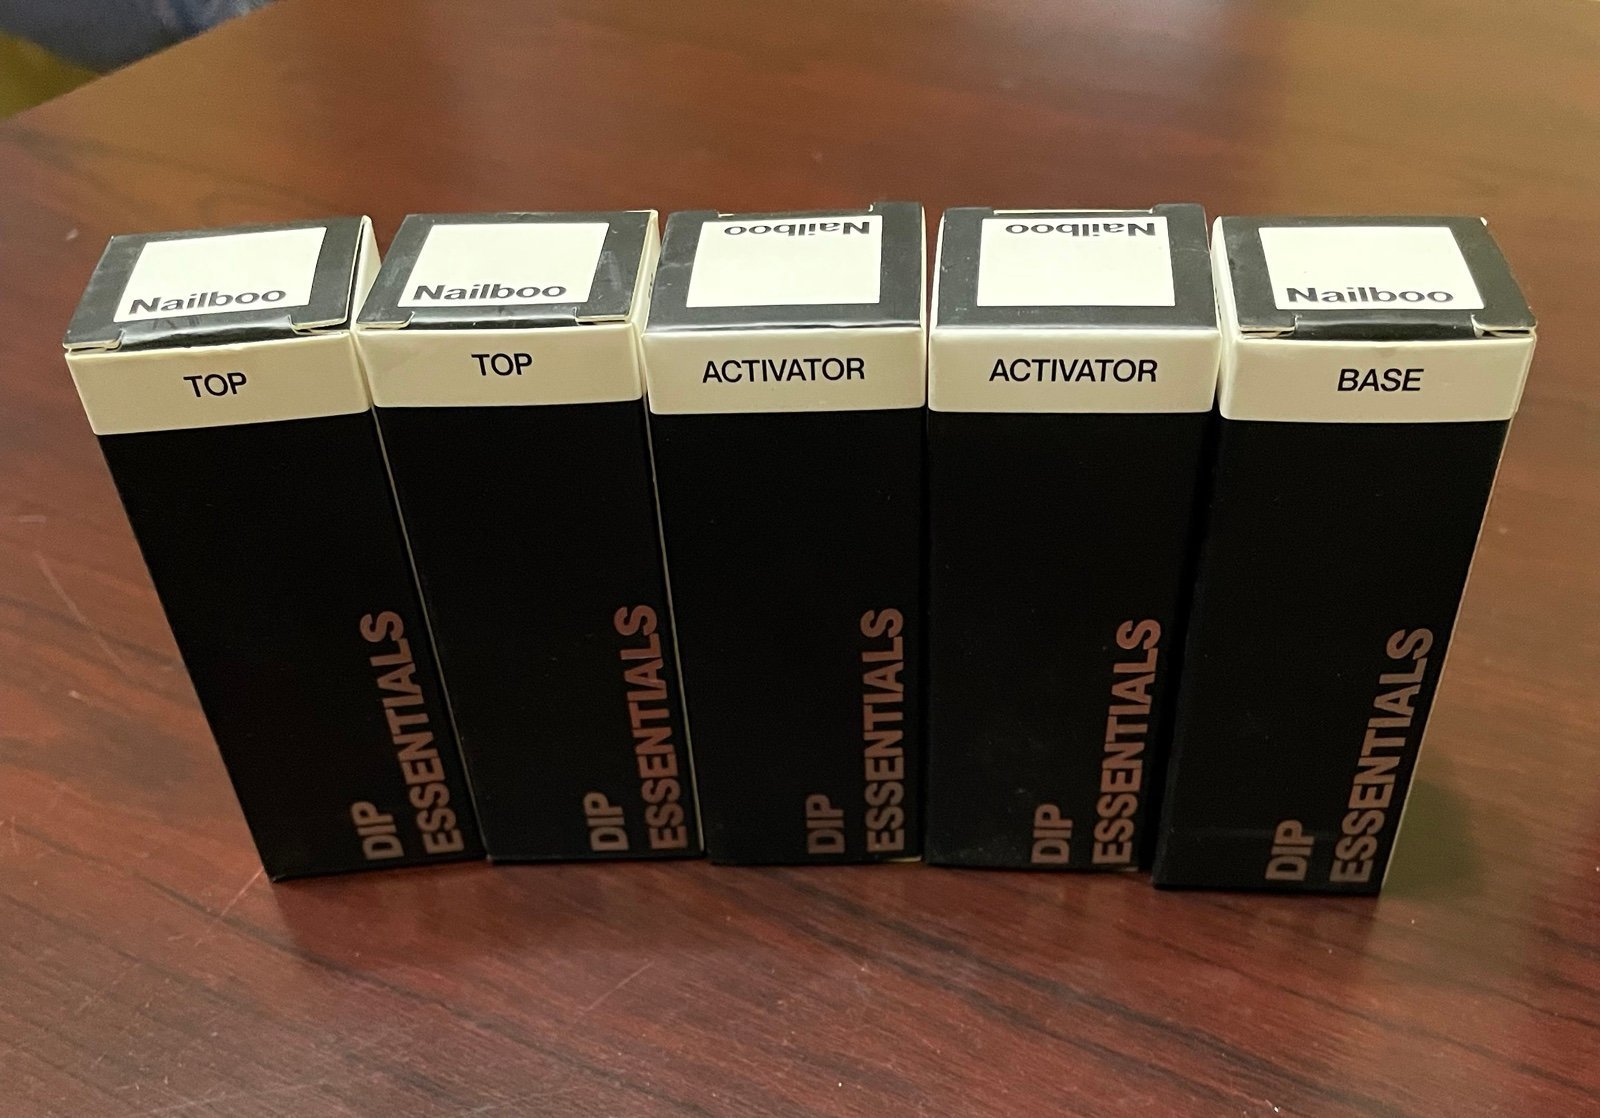 Nailboo
TOP
DIP
ESSENTIALS
Nailboo
TOP
DIP
ESSENTIALS
Nailboo
ACTIVATOR
DIP
ESSENTIALS
Nailboo
ACTIVATOR
DIP
ESSENTIALS
Nailboo
BASE
DIP
ESSENTIALS